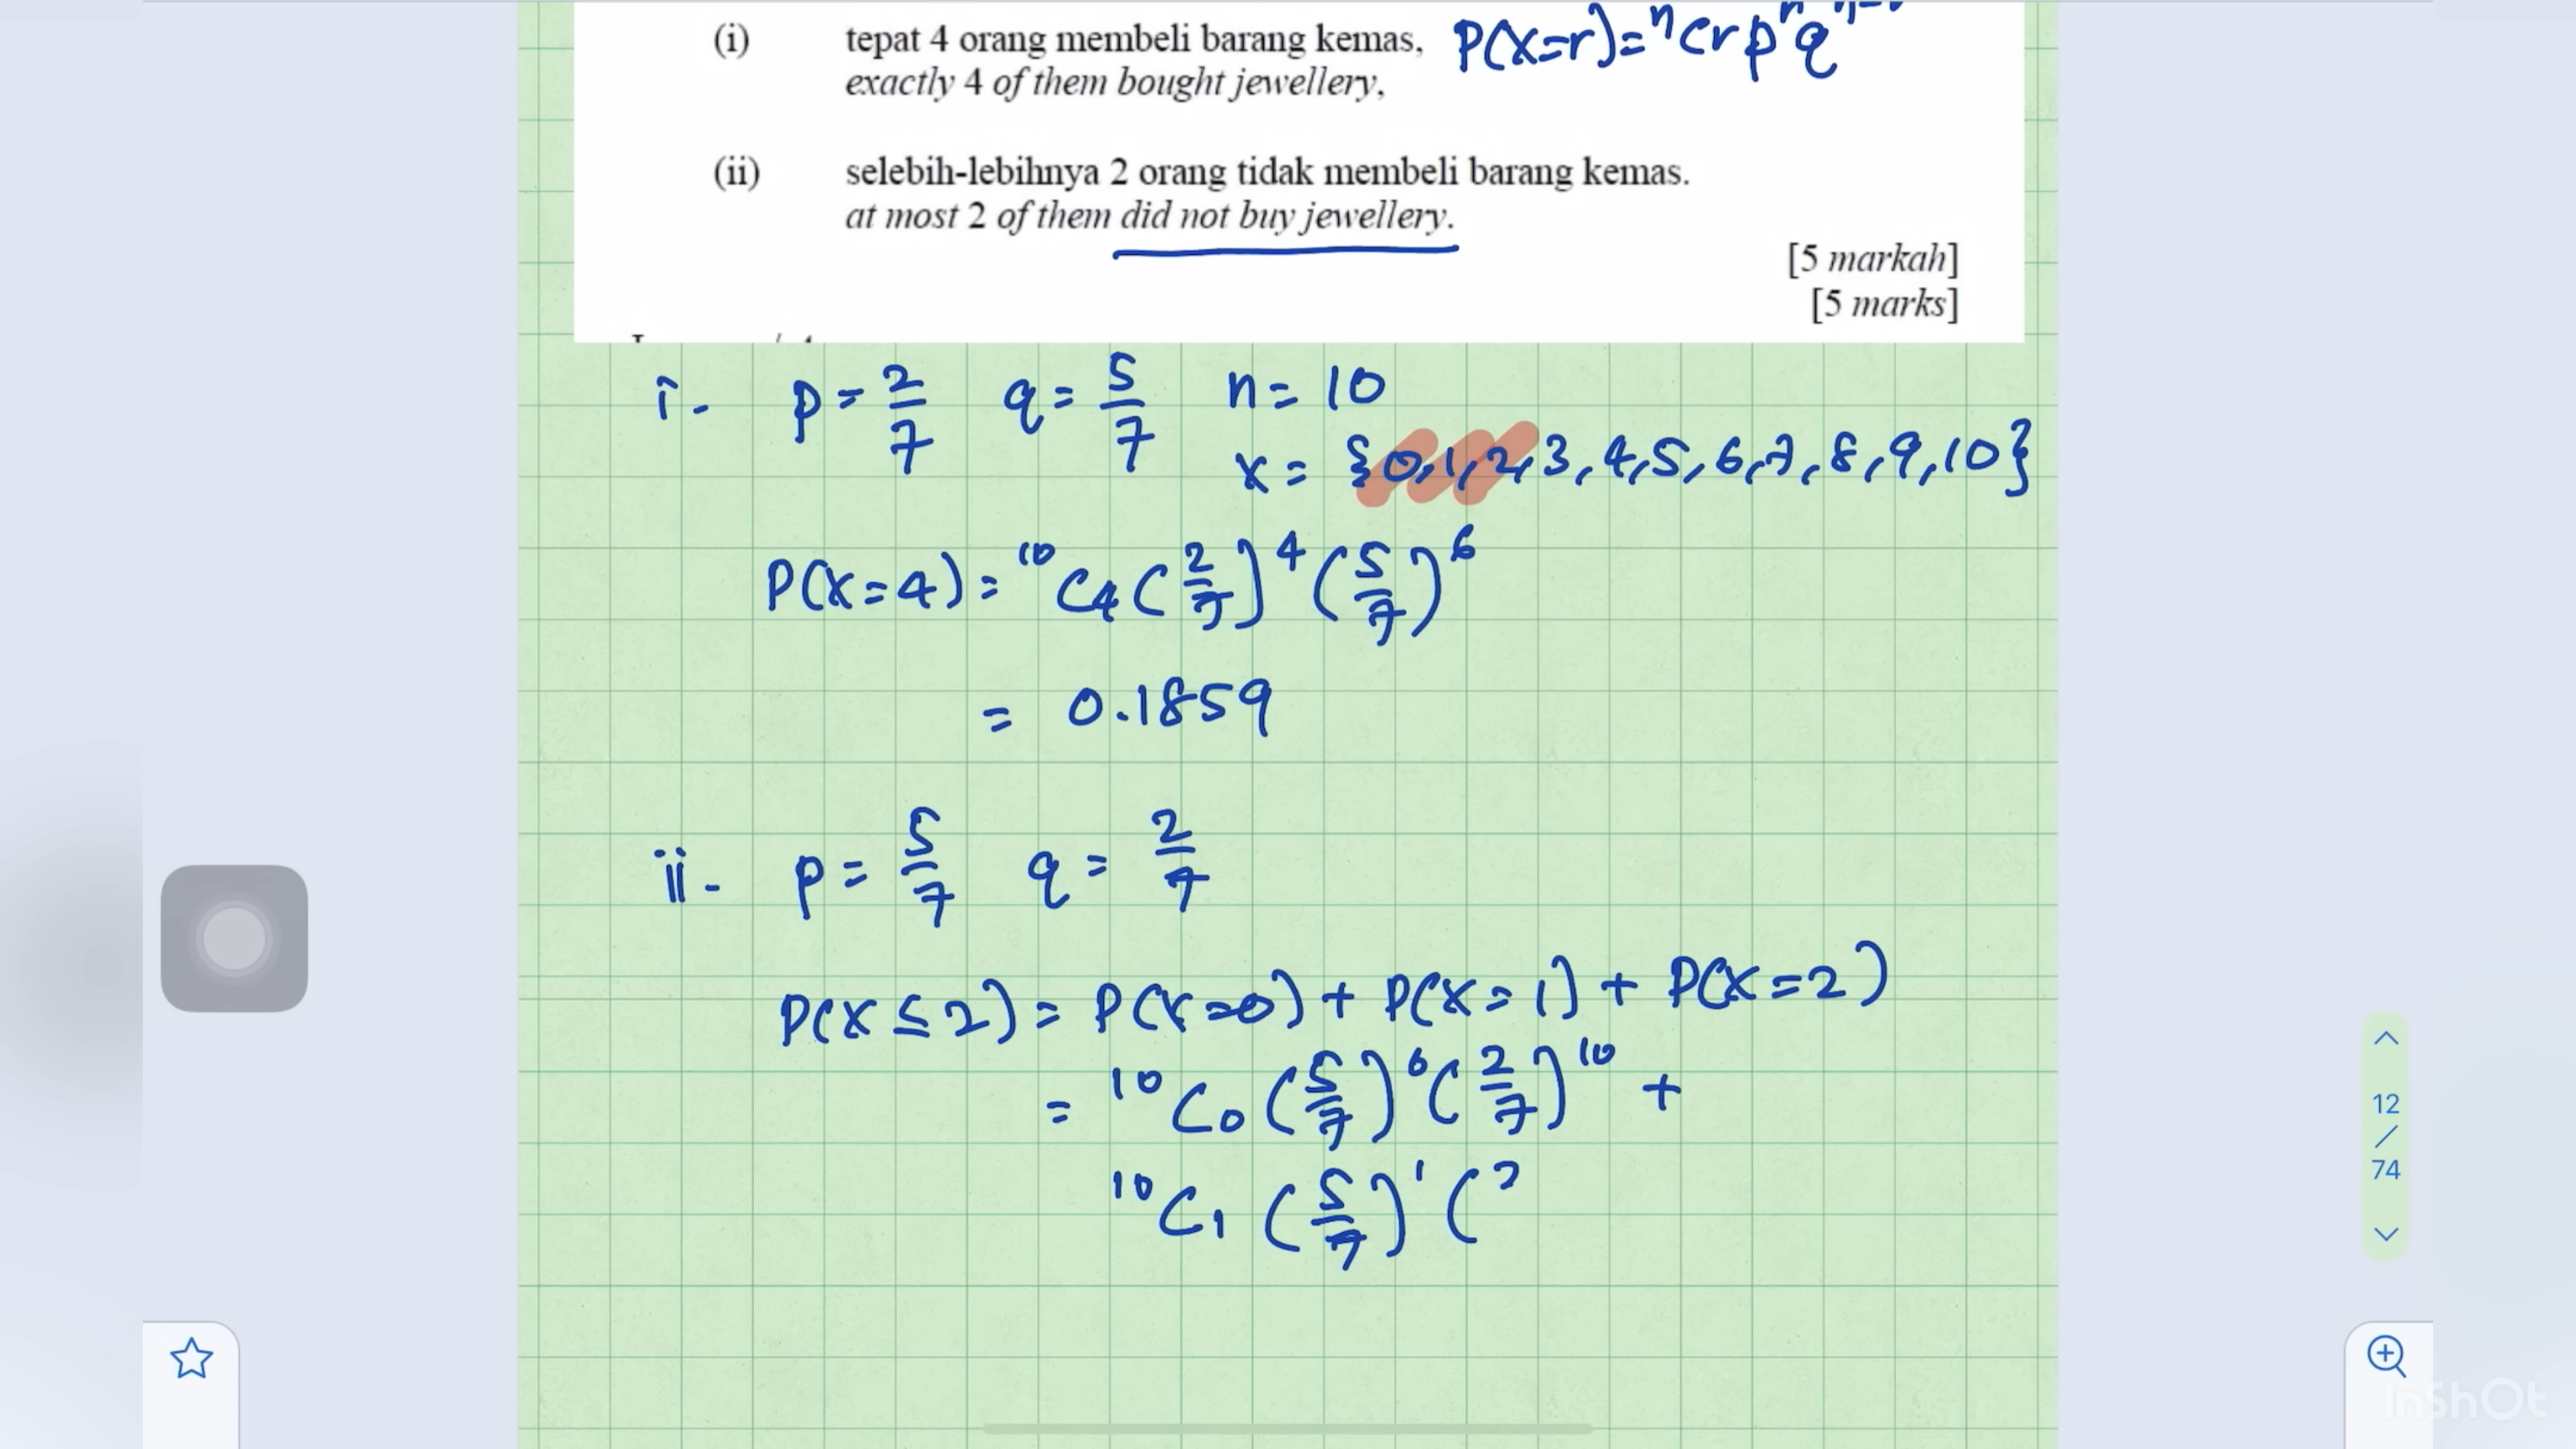 (i) tepat 4 orang membeli barang kemas, P(X=r)=ⁿCr pⁿ qⁿ⁻
exactly 4 of them bought jewellery,
(ii) selebih-lebihnya 2 orang tidak membeli barang kemas.
at most 2 of them did not buy jewellery.
[5 markah]
[5 marks]
i- p = 2/7 q = 5/7 n = 10
X = {0,1,2,3,4,5,6,7,8,9,10}
P(X=4) = ¹⁰C₄ (2/7)⁴ (5/7)⁶
= 0.1859
ii- p = 5/7 q = 2/7
P(X ≤ 2) = P(X=0) + P(X=1) + P(X=2)
= ¹⁰C₀ (5/7)⁰ (2/7)¹⁰ +
¹⁰C₁ (5/7)¹ (2
12
/
74
InShOt